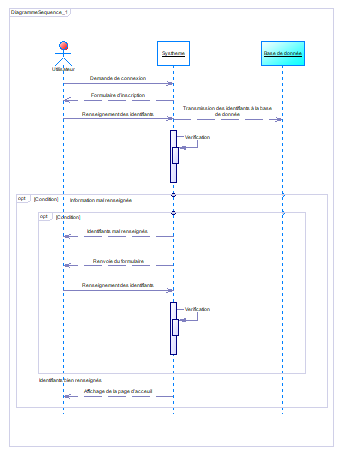 DiagrammeSequence_1
Utilisateur
Systheme
Base de donnée
Demande de connexion
Formulaire d'inscription
Renseignement des identifiants
Transmission des identifiants à la base
de donnée
Verification
opt
[Condition]
Information mal renseignée
opt
[Condition]
Identifiants mal renseignés
Renvoie du formulaire
Renseignement des identifiants
Verification
Identifiants bien renseignés
Affichage de la page d'acceuil